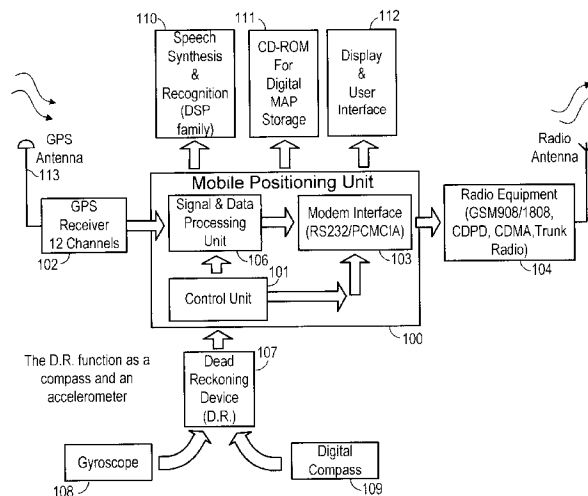 110
111
112
Speech
Synthesis
&
Recognition
(DSP
family)
CD-ROM
For
Digital
MAP
Storage
Display
&
User
Interface
GPS
Antenna
113
Radio
Antenna
Mobile Positioning Unit
GPS
Receiver
12 Channels
102
Signal & Data
Processing
Unit
106
Modem Interface
(RS232/PCMCIA)
103
Radio Equipment
(GSM908/1808,
CDPD, CDMA,Trunk
Radio)
104
101
Control Unit
100
The D.R. function as a
compass and an
accelerometer
107
Dead
Reckoning
Device
(D.R.)
Gyroscope
108
Digital
Compass
109